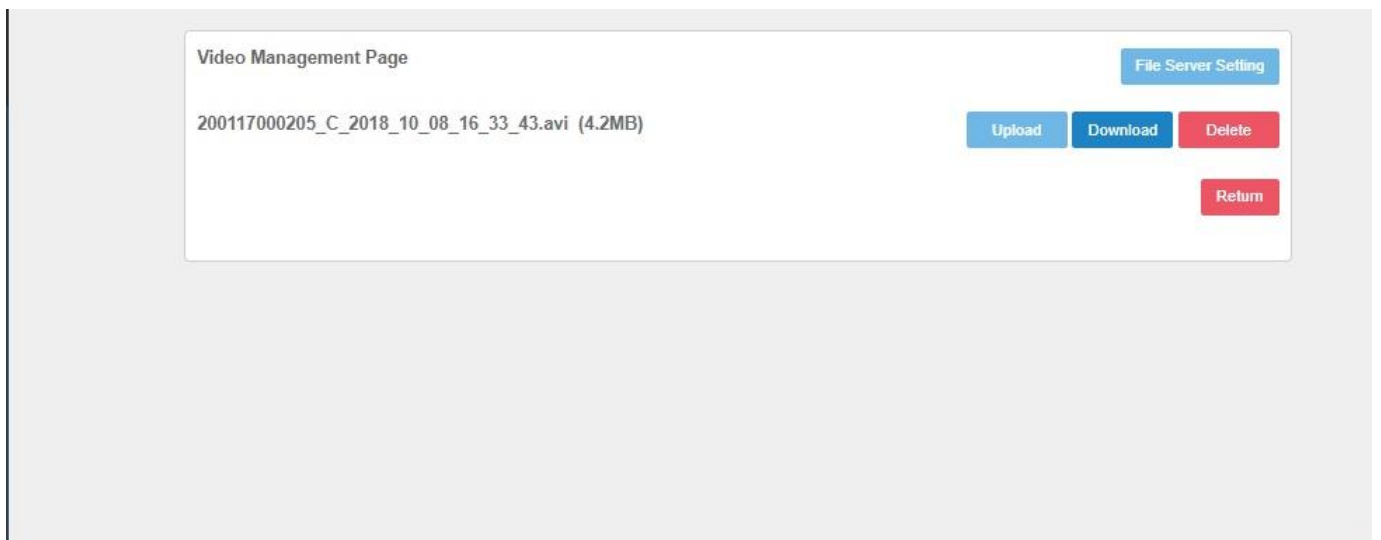 Video Management Page
File Server Setting
200117000205_C_2018_10_08_16_33_43.avi (4.2MB)
Upload Download Delete
Return